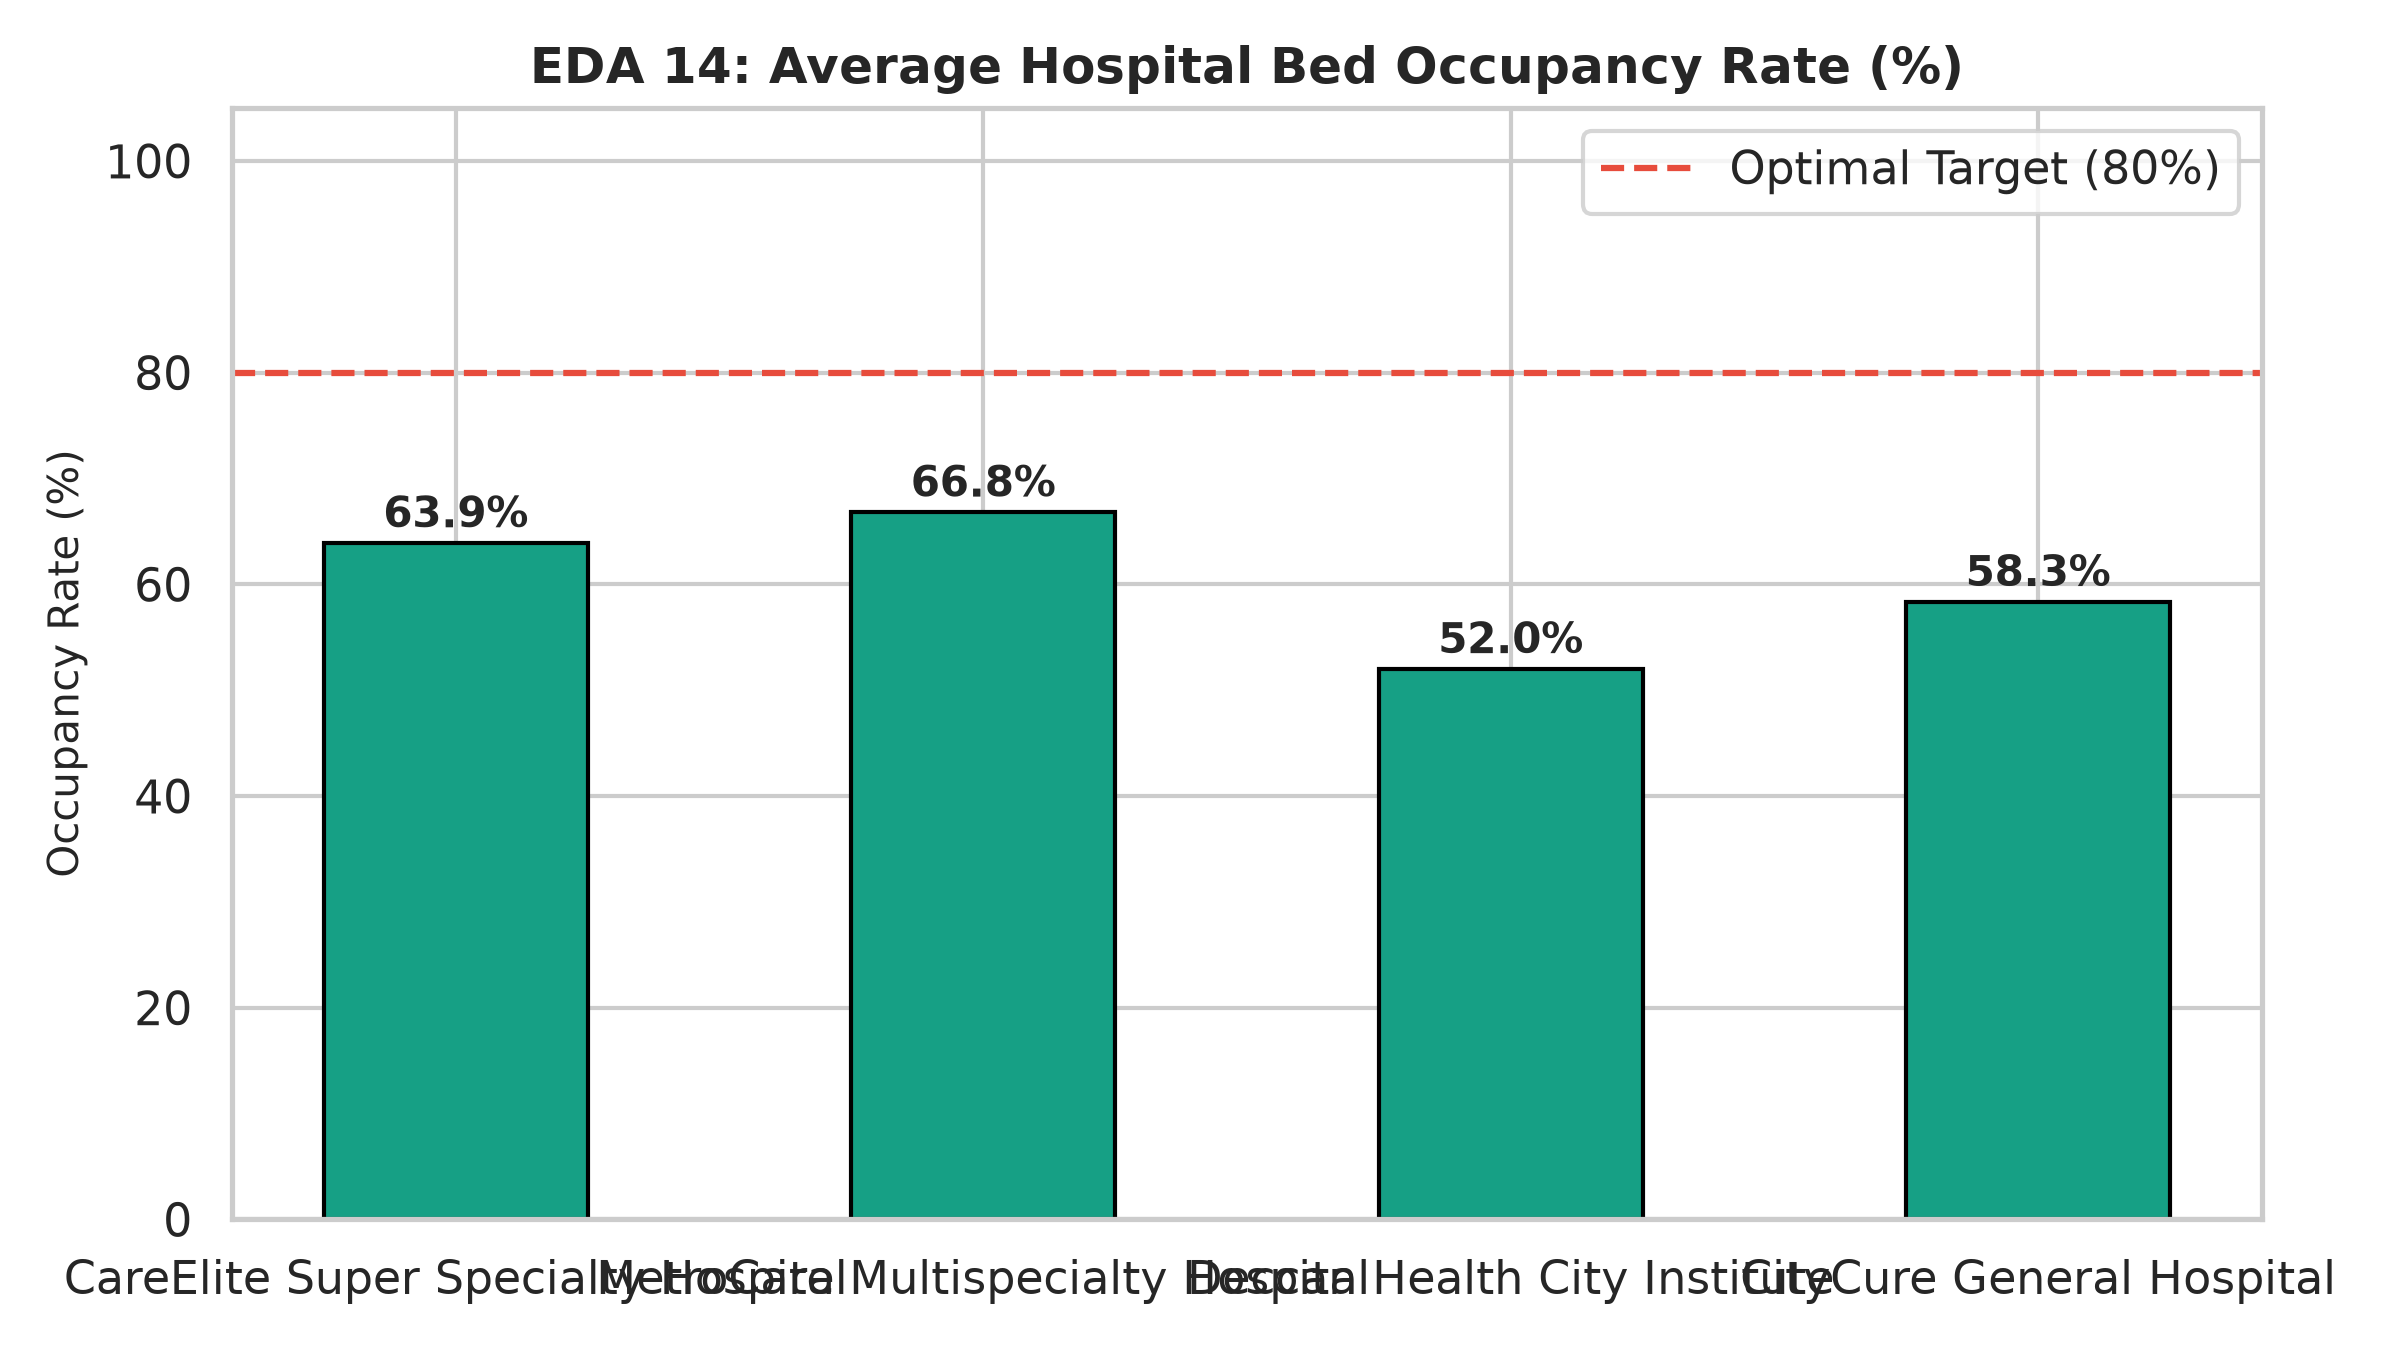 EDA 14: Average Hospital Bed Occupancy Rate (%)
Optimal Target (80%)
Occupancy Rate (%)
100
80
60
40
20
0
63.9%
66.8%
52.0%
58.3%
CareElite Super Specialty Hospital
MetroCare Multispecialty Hospital
Deccan Health City Institute
CityCure General Hospital